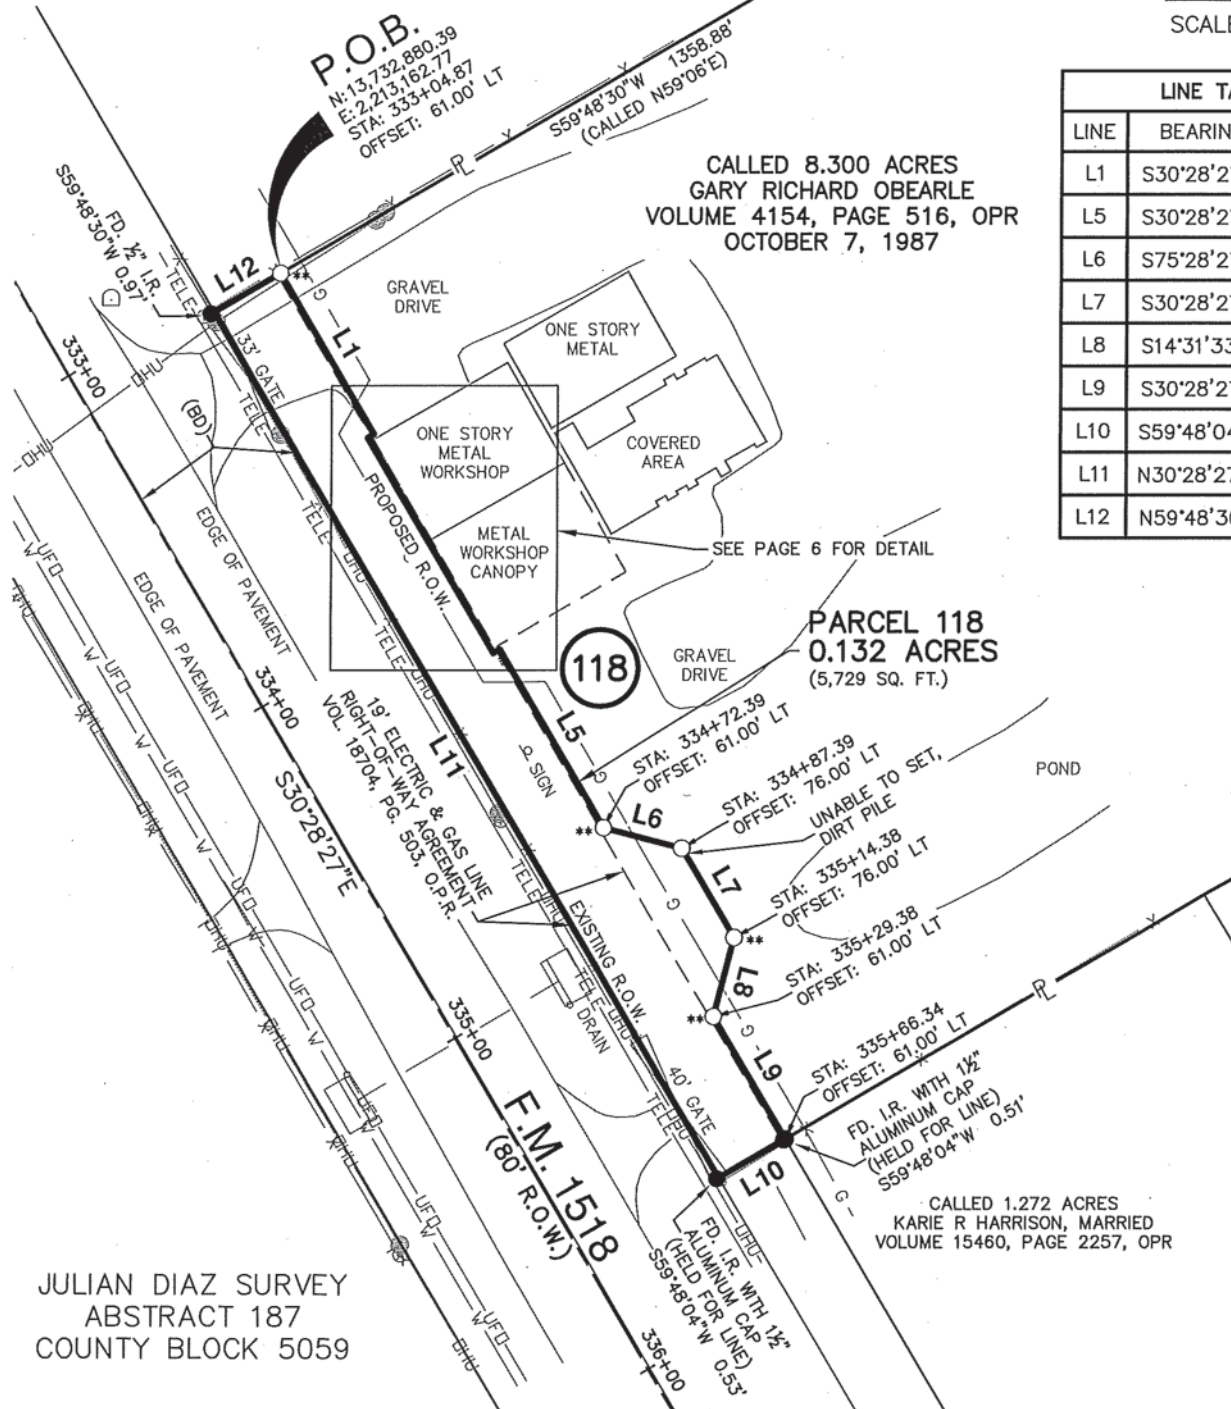 SCALE
P.O.B.
N:13,732,880.39
E:2,213,162.77
STA: 333+04.87
OFFSET: 61.00' LT
S59°48'30"W 1358.88'
(CALLED N59°06'E)
LINE
BEARIN
L1 S30°28'2
L5 S30°28'2
L6 S75°28'2
L7 S30°28'2
L8 S14°31'33
L9 S30°28'2
L10 S59°48'04
L11 N30°28'27
L12 N59°48'30
CALLED 8.300 ACRES
GARY RICHARD OBEARLE
VOLUME 4154, PAGE 516, OPR
OCTOBER 7, 1987
FD. ½" I.R.
S59°48'30"W 0.97'
L12
**
GRAVEL
DRIVE
L1
33' GATE
333+00
(BD)
ONE STORY
METAL
ONE STORY
METAL
WORKSHOP
COVERED
AREA
METAL
WORKSHOP
CANOPY
PROPOSED R.O.W.
SEE PAGE 6 FOR DETAIL
EDGE OF PAVEMENT
EDGE OF PAVEMENT
PARCEL 118
0.132 ACRES
(5,729 SQ. FT.)
118
GRAVEL
DRIVE
334+00
L5
L11
SIGN
19' ELECTRIC & GAS LINE
RIGHT-OF-WAY AGREEMENT
VOL. 18704, PG. 503, O.P.R.
STA: 334+72.39
OFFSET: 61.00' LT
L6
**
STA: 334+87.39
OFFSET: 76.00' LT
UNABLE TO SET,
DIRT PILE
POND
S30°28'27"E
L7
STA: 335+14.38
OFFSET: 76.00' LT
**
EXISTING R.O.W.
L8
STA: 335+29.38
OFFSET: 61.00' LT
**
DRAIN
335+00
L9
STA: 335+66.34
OFFSET: 61.00' LT
40' GATE
FD. I.R. WITH 1½"
ALUMINUM CAP
(HELD FOR LINE)
S59°48'04"W 0.51'
F.M. 1518
(80' R.O.W.)
L10
FD. I.R. WITH 1½"
ALUMINUM CAP
(HELD FOR LINE)
S59°48'04"W 0.53'
CALLED 1.272 ACRES
KARIE R HARRISON, MARRIED
VOLUME 15460, PAGE 2257, OPR
336+00
JULIAN DIAZ SURVEY
ABSTRACT 187
COUNTY BLOCK 5059